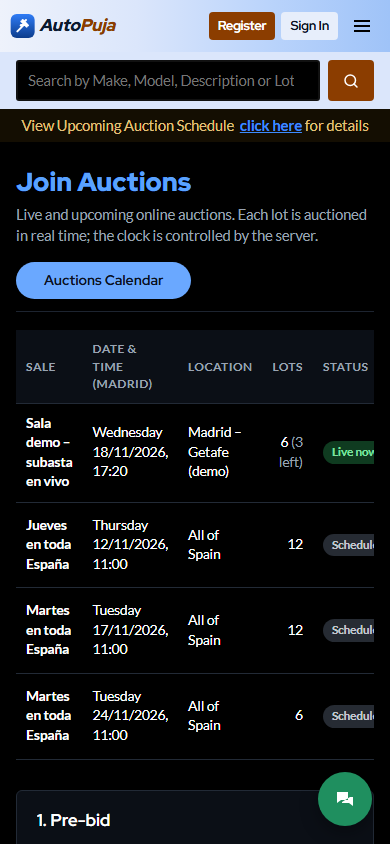 AutoPuja
Register
Sign In
Search by Make, Model, Description or Lot
View Upcoming Auction Schedule click here for details
Join Auctions
Live and upcoming online auctions. Each lot is auctioned
in real time; the clock is controlled by the server.
Auctions Calendar
SALE
DATE &
TIME
(MADRID)
LOCATION
LOTS
STATUS
Sala
demo –
subasta
en vivo
Wednesday
18/11/2026,
17:20
Madrid –
Getafe
(demo)
6 (3
left)
Live now
Jueves
en toda
España
Thursday
12/11/2026,
11:00
All of
Spain
12
Schedul
Martes
en toda
España
Tuesday
17/11/2026,
11:00
All of
Spain
12
Schedul
Martes
en toda
España
Tuesday
24/11/2026,
11:00
All of
Spain
6
Schedul
1. Pre-bid